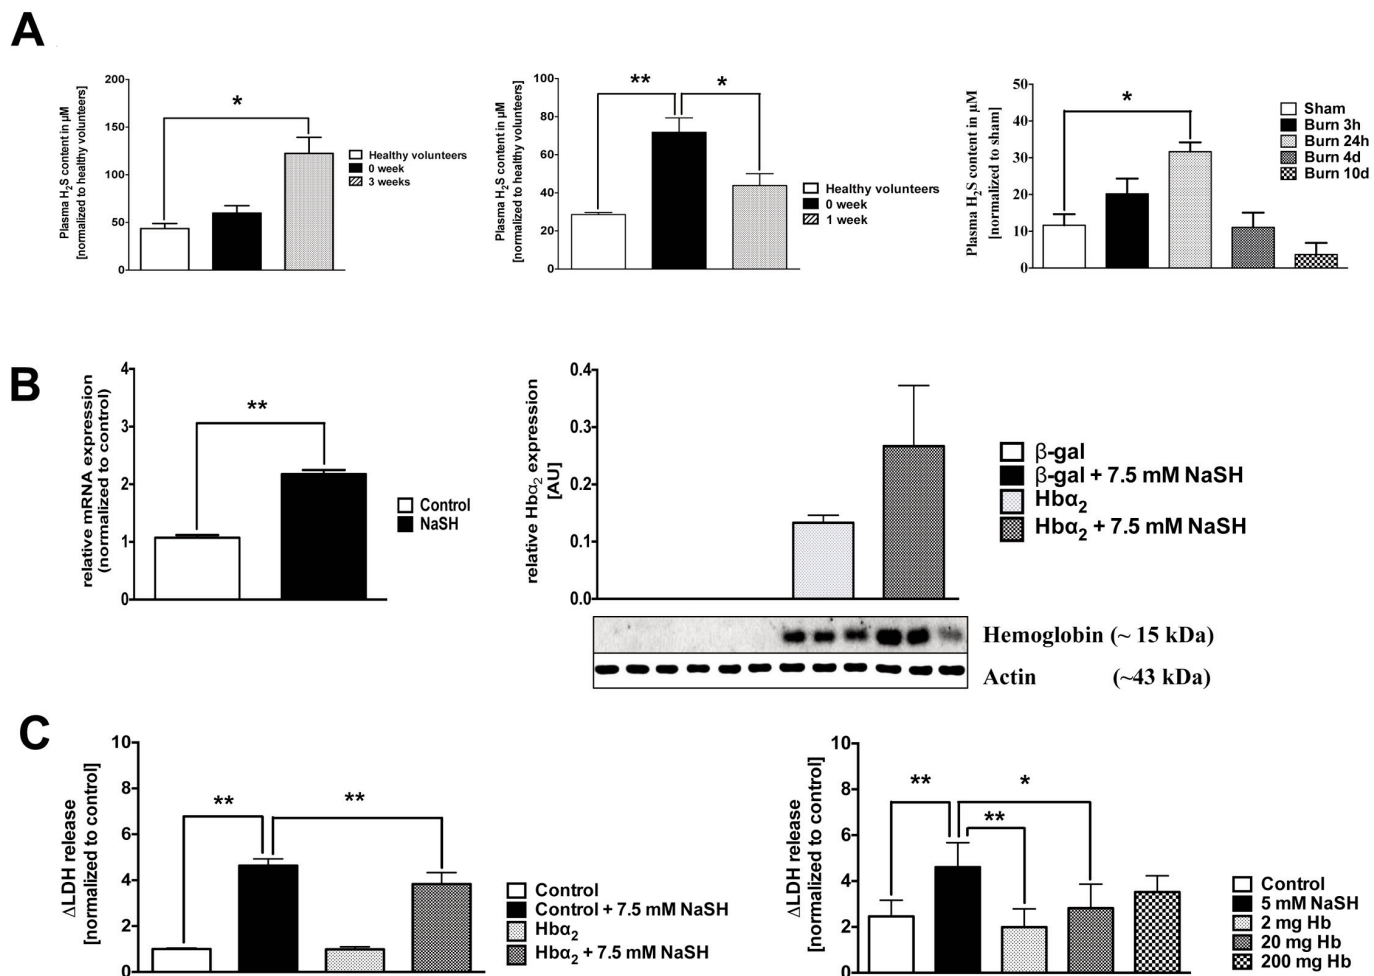 A
Plasma H2S content in µM
[normalized to healthy volunteers]
200
150
100
50
0
*
Healthy volunteers
0 week
3 weeks
Plasma H2S content in µM
[normalized to healthy volunteers]
100
80
60
40
20
0
**
*
Healthy volunteers
0 week
1 week
Plasma H2S content in µM
[normalized to sham]
50
40
30
20
10
0
*
Sham
Burn 3h
Burn 24h
Burn 4d
Burn 10d
B
relative mRNA expression
(normalized to control)
4
3
2
1
0
**
Control
NaSH
relative Hbα2 expression
[AU]
0.4
0.3
0.2
0.1
0.0
β-gal
β-gal + 7.5 mM NaSH
Hbα2
Hbα2 + 7.5 mM NaSH
Hemoglobin (~ 15 kDa)
Actin (~43 kDa)
C
ΔLDH release
[normalized to control]
10
8
6
4
2
0
**
**
Control
Control + 7.5 mM NaSH
Hbα2
Hbα2 + 7.5 mM NaSH
ΔLDH release
[normalized to control]
10
8
6
4
2
0
**
*
**
Control
5 mM NaSH
2 mg Hb
20 mg Hb
200 mg Hb